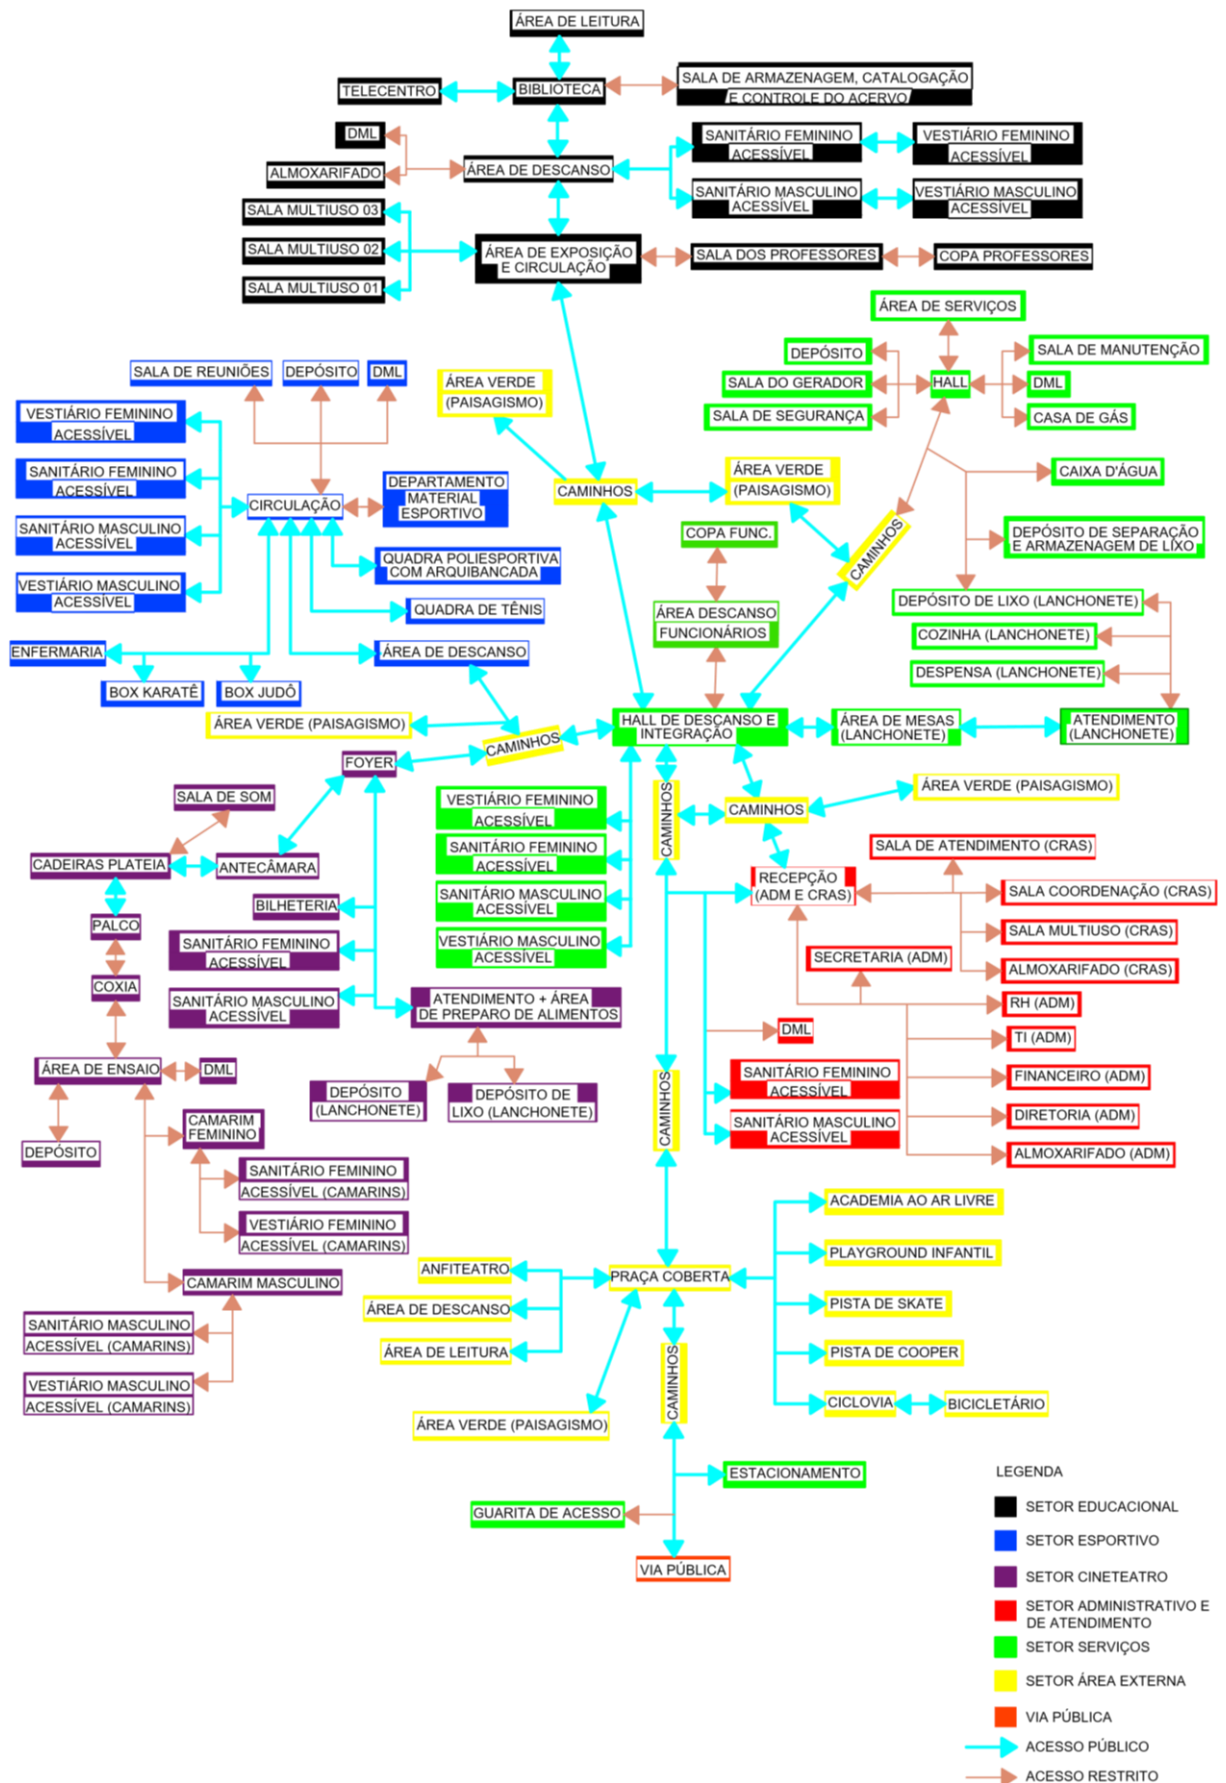 ÁREA DE LEITURA
TELECENTRO
BIBLIOTECA
SALA DE ARMAZENAGEM, CATALOGAÇÃO
E CONTROLE DO ACERVO
DML
ALMOXARIFADO
ÁREA DE DESCANSO
SANITÁRIO FEMININO
ACESSÍVEL
VESTIÁRIO FEMININO
ACESSÍVEL
SANITÁRIO MASCULINO
ACESSÍVEL
VESTIÁRIO MASCULINO
ACESSÍVEL
SALA MULTIUSO 03
SALA MULTIUSO 02
SALA MULTIUSO 01
ÁREA DE EXPOSIÇÃO
E CIRCULAÇÃO
SALA DOS PROFESSORES
COPA PROFESSORES
ÁREA DE SERVIÇOS
DEPÓSITO
SALA DO GERADOR
SALA DE SEGURANÇA
HALL
SALA DE MANUTENÇÃO
DML
CASA DE GÁS
SALA DE REUNIÕES
DEPÓSITO
DML
ÁREA VERDE
(PAISAGISMO)
VESTIÁRIO FEMININO
ACESSÍVEL
SANITÁRIO FEMININO
ACESSÍVEL
SANITÁRIO MASCULINO
ACESSÍVEL
VESTIÁRIO MASCULINO
ACESSÍVEL
CIRCULAÇÃO
DEPARTAMENTO
MATERIAL
ESPORTIVO
CAMINHOS
ÁREA VERDE
(PAISAGISMO)
CAIXA D'ÁGUA
CAMINHOS
DEPÓSITO DE SEPARAÇÃO
E ARMAZENAGEM DE LÍXO
COPA FUNC.
QUADRA POLIESPORTIVA
COM ARQUIBANCADA
QUADRA DE TÊNIS
ÁREA DESCANSO
FUNCIONÁRIOS
DEPÓSITO DE LIXO (LANCHONETE)
COZINHA (LANCHONETE)
DESPENSA (LANCHONETE)
ENFERMARIA
BOX KARATÊ
BOX JUDÔ
ÁREA DE DESCANSO
ÁREA VERDE (PAISAGISMO)
CAMINHOS
HALL DE DESCANSO E
INTEGRAÇÃO
ÁREA DE MESAS
(LANCHONETE)
ATENDIMENTO
(LANCHONETE)
FOYER
SALA DE SOM
CADEIRAS PLATEIA
ANTECÂMARA
VESTIÁRIO FEMININO
ACESSÍVEL
SANITÁRIO FEMININO
ACESSÍVEL
SANITÁRIO MASCULINO
ACESSÍVEL
VESTIÁRIO MASCULINO
ACESSÍVEL
CAMINHOS
CAMINHOS
ÁREA VERDE (PAISAGISMO)
SALA DE ATENDIMENTO (CRAS)
RECEPÇÃO
(ADM E CRAS)
SALA COORDENAÇÃO (CRAS)
SALA MULTIUSO (CRAS)
ALMOXARIFADO (CRAS)
SECRETARIA (ADM)
RH (ADM)
TI (ADM)
FINANCEIRO (ADM)
DIRETORIA (ADM)
ALMOXARIFADO (ADM)
DML
SANITÁRIO FEMININO
ACESSÍVEL
SANITÁRIO MASCULINO
ACESSÍVEL
BILHETERIA
PALCO
SANITÁRIO FEMININO
ACESSÍVEL
COXIA
SANITÁRIO MASCULINO
ACESSÍVEL
ATENDIMENTO + ÁREA
DE PREPARO DE ALIMENTOS
ÁREA DE ENSAIO
DML
DEPÓSITO
(LANCHONETE)
DEPÓSITO DE
LIXO (LANCHONETE)
CAMINHOS
CAMARIM
FEMININO
DEPÓSITO
SANITÁRIO FEMININO
ACESSÍVEL (CAMARINS)
VESTIÁRIO FEMININO
ACESSÍVEL (CAMARINS)
CAMARIM MASCULINO
SANITÁRIO MASCULINO
ACESSÍVEL (CAMARINS)
VESTIÁRIO MASCULINO
ACESSÍVEL (CAMARINS)
ANFITEATRO
ÁREA DE DESCANSO
ÁREA DE LEITURA
PRAÇA COBERTA
ACADEMIA AO AR LIVRE
PLAYGROUND INFANTIL
PISTA DE SKATE
PISTA DE COOPER
CICLOVIA
BICICLETÁRIO
CAMINHOS
ÁREA VERDE (PAISAGISMO)
ESTACIONAMENTO
GUARITA DE ACESSO
VIA PÚBLICA
LEGENDA
SETOR EDUCACIONAL
SETOR ESPORTIVO
SETOR CINETEATRO
SETOR ADMINISTRATIVO E
DE ATENDIMENTO
SETOR SERVIÇOS
SETOR ÁREA EXTERNA
VIA PÚBLICA
ACESSO PÚBLICO
ACESSO RESTRITO